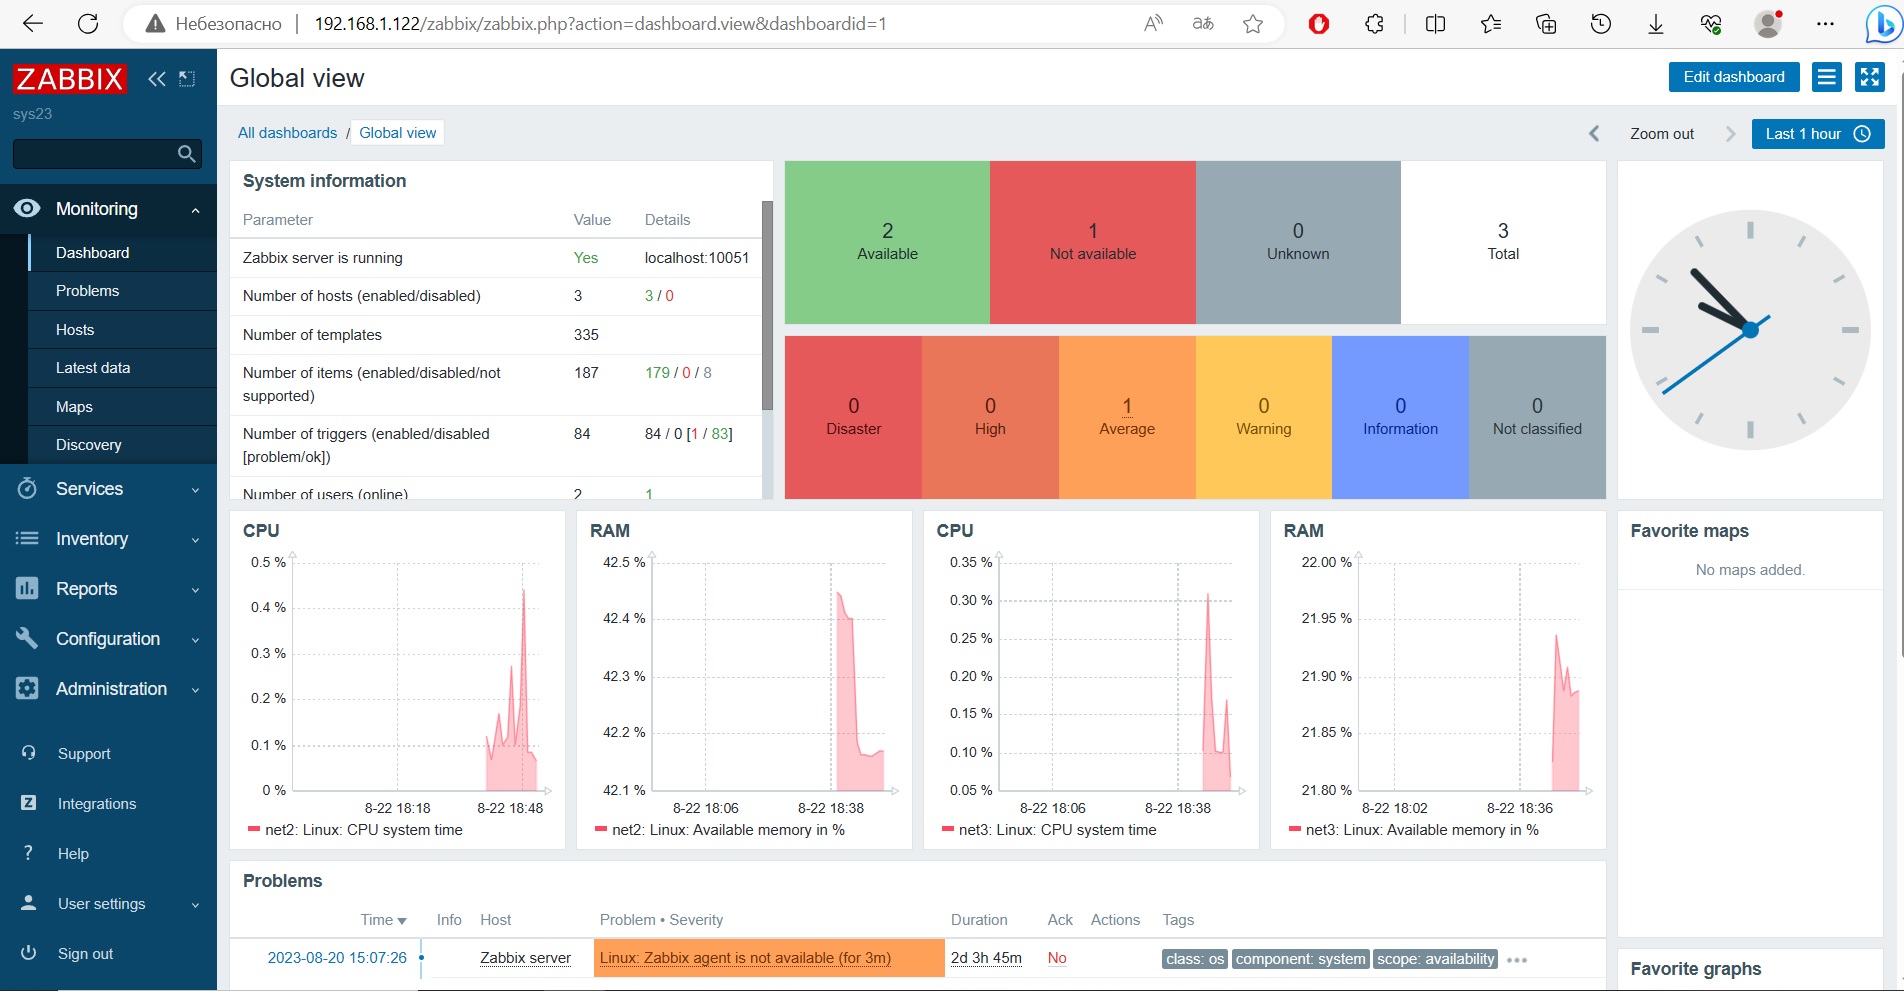 Небезопасно
192.168.1.122/zabbix/zabbix.php?action=dashboard.view&dashboardid=1
ZABBIX
sys23
Monitoring
Dashboard
Problems
Hosts
Latest data
Maps
Discovery
Services
Inventory
Reports
Configuration
Administration
Support
Z Integrations
? Help
User settings
Sign out
Global view
Edit dashboard
All dashboards / Global view
Zoom out
Last 1 hour
System information
Parameter Value Details
Zabbix server is running Yes localhost:10051
Number of hosts (enabled/disabled) 3 3 / 0
Number of templates 335
Number of items (enabled/disabled/not 187 179 / 0 / 8
supported)
Number of triggers (enabled/disabled 84 84 / 0 [1 / 83]
[problem/ok])
Number of users (online) 2 1
2 1 0 3
Available Not available Unknown Total
0 0 1 0 0 0
Disaster High Average Warning Information Not classified
CPU
0.5 %
0.4 %
0.3 %
0.2 %
0.1 %
0 %
8-22 18:18 8-22 18:48
net2: Linux: CPU system time
RAM
42.5 %
42.4 %
42.3 %
42.2 %
42.1 %
8-22 18:06 8-22 18:38
net2: Linux: Available memory in %
CPU
0.35 %
0.30 %
0.25 %
0.20 %
0.15 %
0.10 %
0.05 %
8-22 18:06 8-22 18:38
net3: Linux: CPU system time
RAM
22.00 %
21.95 %
21.90 %
21.85 %
21.80 %
8-22 18:02 8-22 18:36
net3: Linux: Available memory in %
Favorite maps
No maps added.
Problems
Time Info Host Problem • Severity Duration Ack Actions Tags
2023-08-20 15:07:26 Zabbix server Linux: Zabbix agent is not available (for 3m) 2d 3h 45m No class: os component: system scope: availability
Favorite graphs